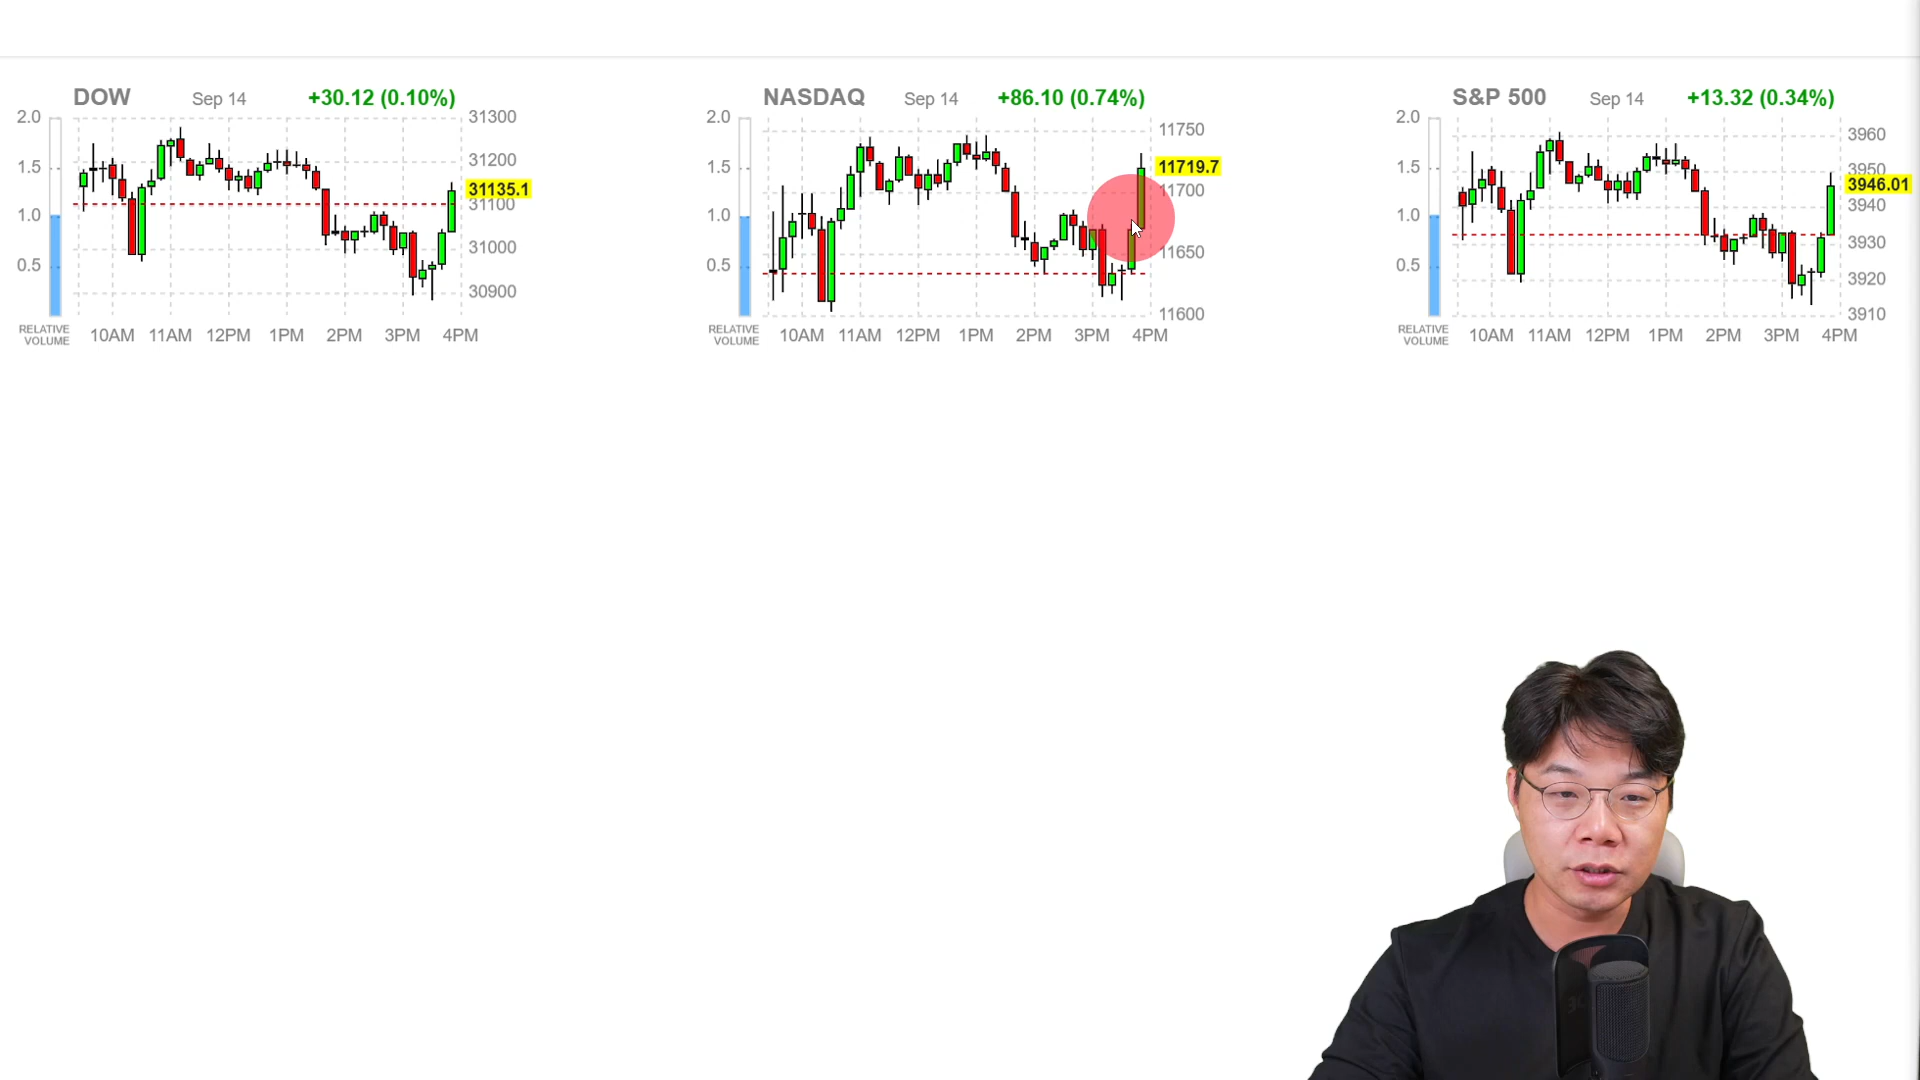 DOW Sep 14 +30.12 (0.10%)
2.0
1.5
1.0
0.5
31300
31200
31135.1
31100
31000
30900
RELATIVE
VOLUME
10AM 11AM 12PM 1PM 2PM 3PM 4PM
NASDAQ Sep 14 +86.10 (0.74%)
2.0
1.5
1.0
0.5
11750
11719.7
11700
11650
11600
RELATIVE
VOLUME
10AM 11AM 12PM 1PM 2PM 3PM 4PM
S&P 500 Sep 14 +13.32 (0.34%)
2.0
1.5
1.0
0.5
3960
3950
3946.01
3940
3930
3920
3910
RELATIVE
VOLUME
10AM 11AM 12PM 1PM 2PM 3PM 4PM